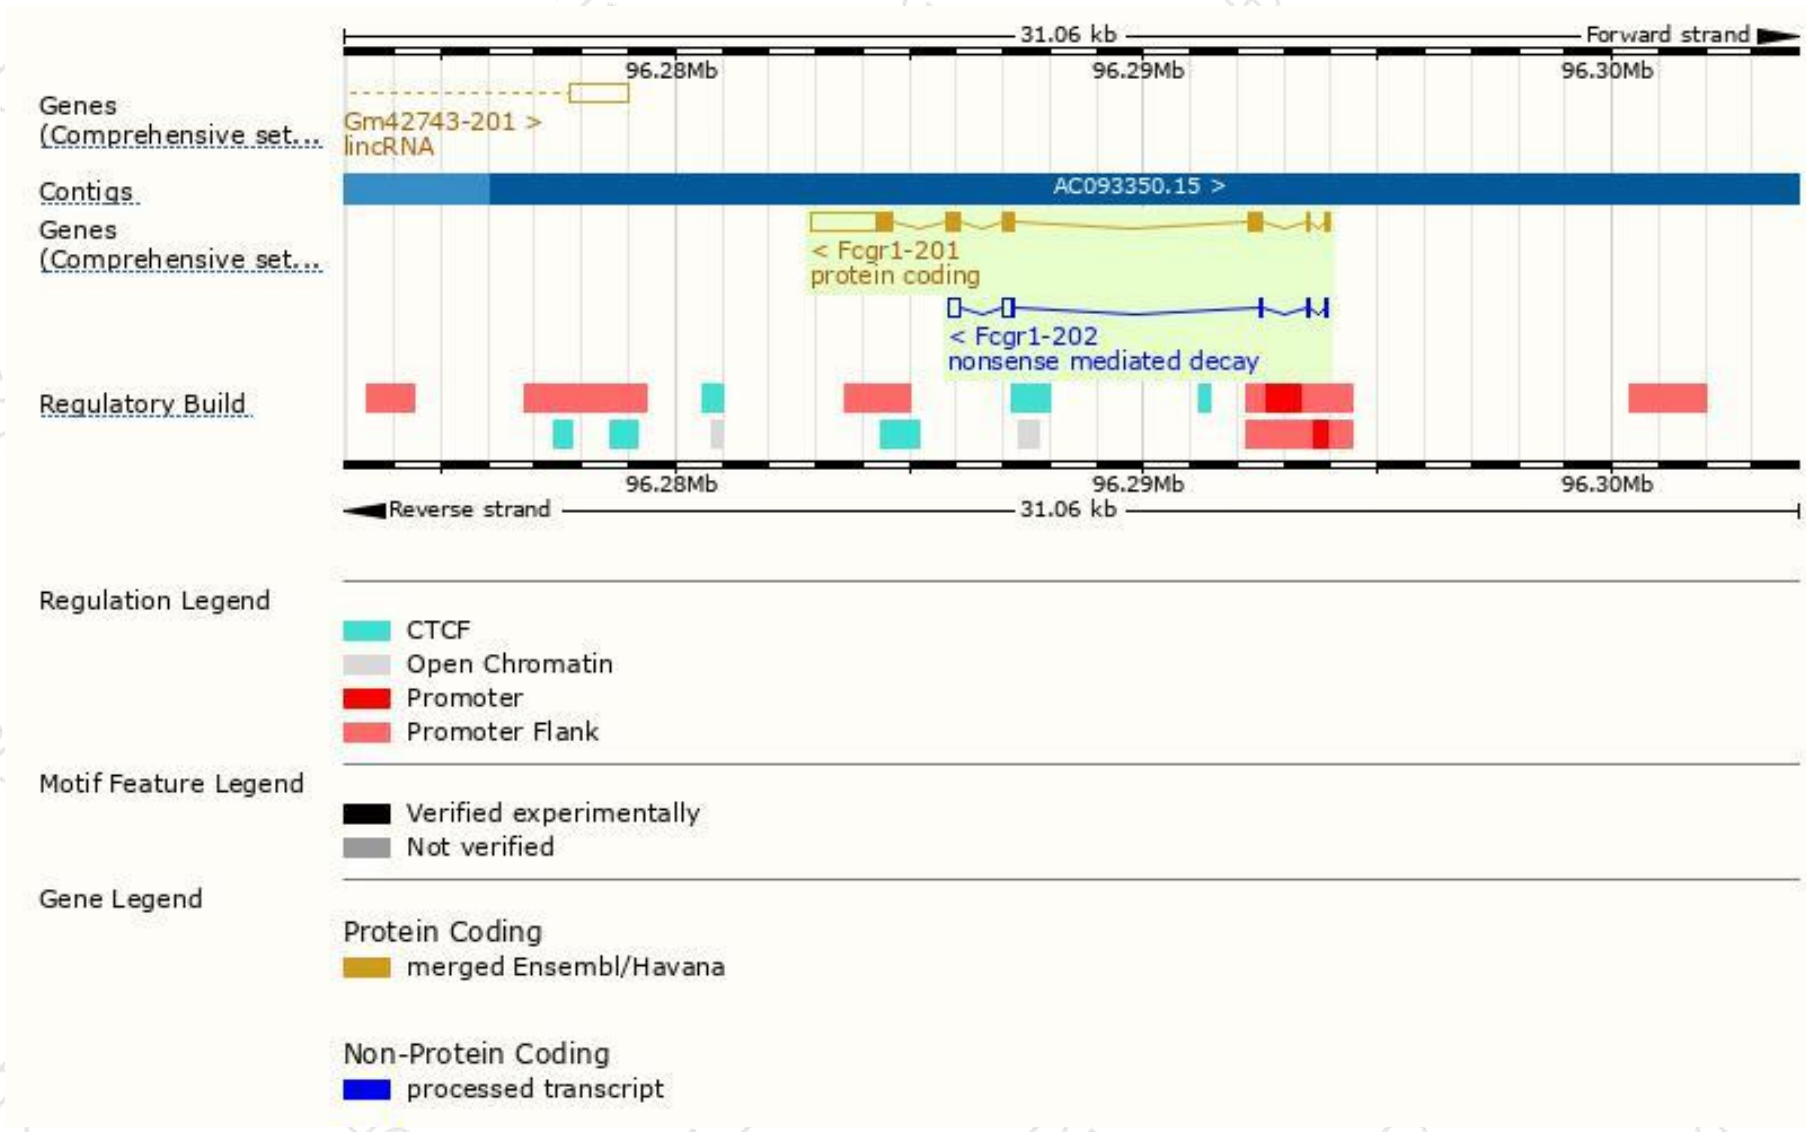 31.06 kb Forward strand
96.28Mb 96.29Mb 96.30Mb
Genes
(Comprehensive set...
Gm42743-201 >
lincRNA
Contigs
AC093350.15 >
Genes
(Comprehensive set...
< Fcgr1-201
protein coding
< Fcgr1-202
nonsense mediated decay
Regulatory Build
96.28Mb 96.29Mb 96.30Mb
Reverse strand 31.06 kb
Regulation Legend
CTCF
Open Chromatin
Promoter
Promoter Flank
Motif Feature Legend
Verified experimentally
Not verified
Gene Legend
Protein Coding
merged Ensembl/Havana
Non-Protein Coding
processed transcript